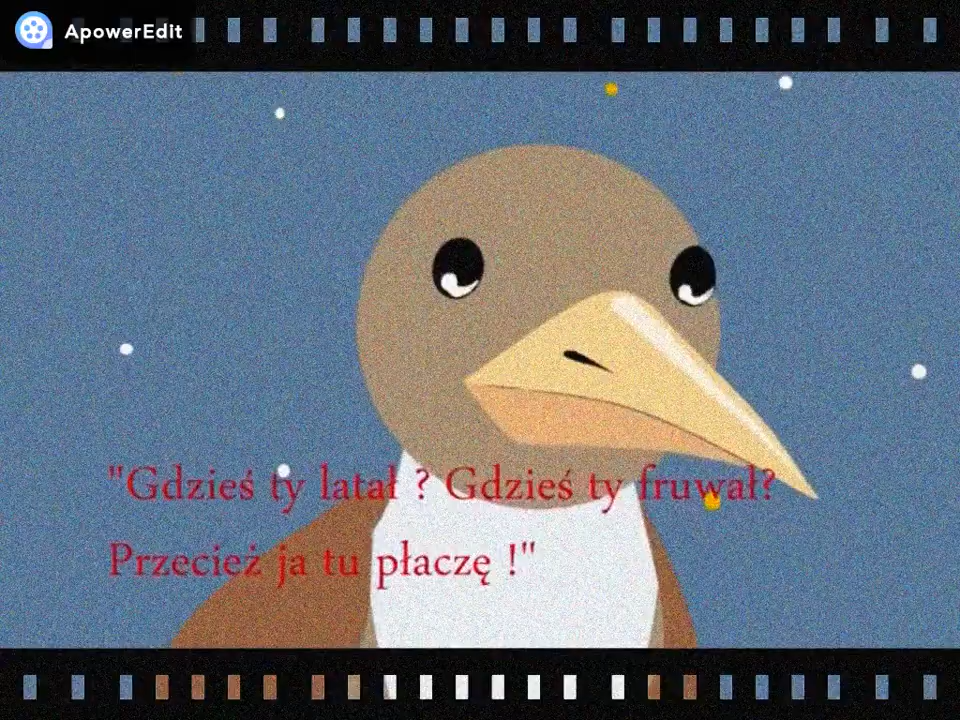 ApowerEdit
"Gdzieś ty latał ? Gdzieś ty fruwał?
Przecież ja tu płaczę !"